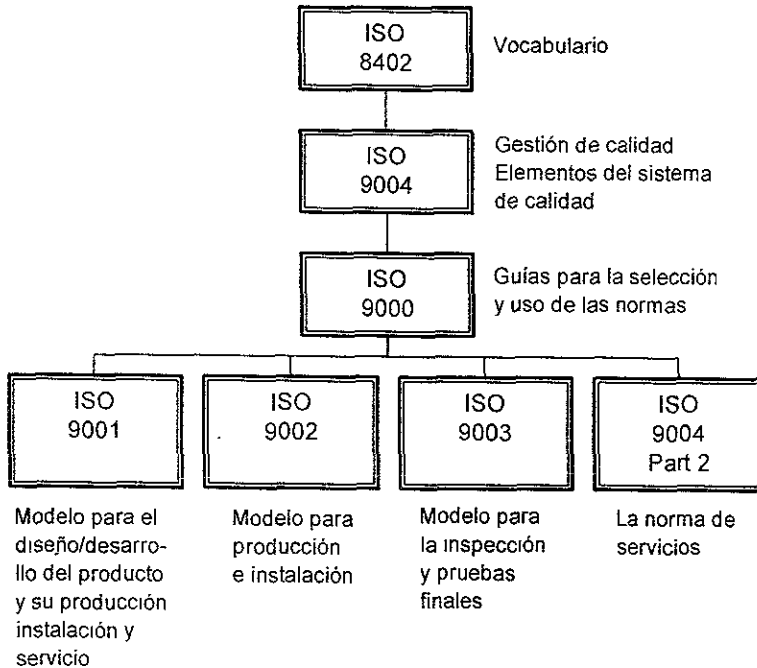 ISO
8402
Vocabulario
ISO
9004
Gestión de calidad
Elementos del sistema
de calidad
ISO
9000
Guías para la selección
y uso de las normas
ISO
9001
Modelo para el
diseño/desarro-
llo del producto
y su producción
instalación y
servicio
ISO
9002
Modelo para
producción
e instalación
ISO
9003
Modelo para
la inspección
y pruebas
finales
ISO
9004
Part 2
La norma de
servicios